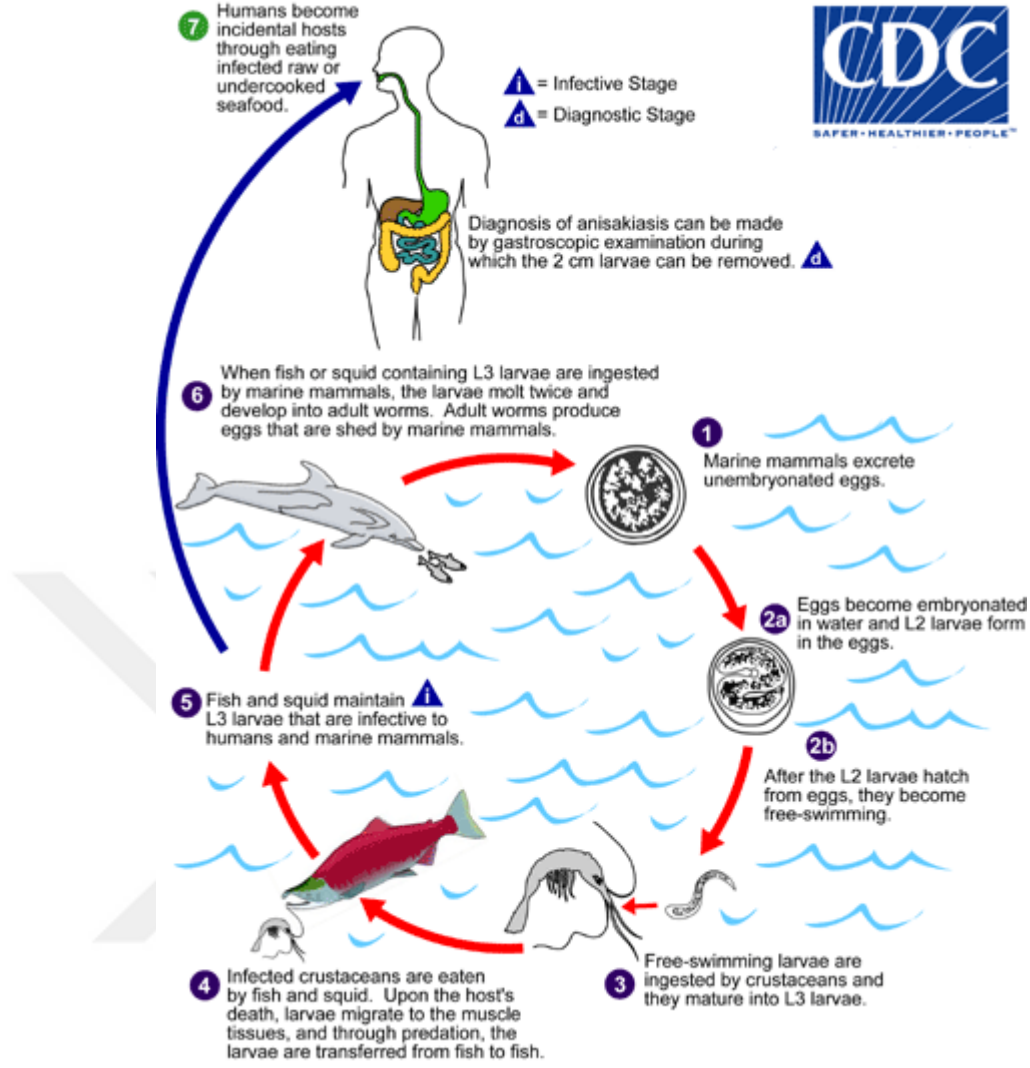 7 Humans become
incidental hosts
through eating
infected raw or
undercooked
seafood.
i = Infective Stage
d = Diagnostic Stage
CDC
SAFER•HEALTHIER•PEOPLE™
Diagnosis of anisakiasis can be made
by gastroscopic examination during
which the 2 cm larvae can be removed. d
6 When fish or squid containing L3 larvae are ingested
by marine mammals, the larvae molt twice and
develop into adult worms. Adult worms produce
eggs that are shed by marine mammals.
1
Marine mammals excrete
unembryonated eggs.
2a Eggs become embryonated
in water and L2 larvae form
in the eggs.
2b
After the L2 larvae hatch
from eggs, they become
free-swimming.
3 Free-swimming larvae are
ingested by crustaceans and
they mature into L3 larvae.
4 Infected crustaceans are eaten
by fish and squid. Upon the host's
death, larvae migrate to the muscle
tissues, and through predation, the
larvae are transferred from fish to fish.
5 Fish and squid maintain i
L3 larvae that are infective to
humans and marine mammals.